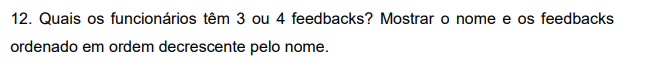 12. Quais os funcionários têm 3 ou 4 feedbacks? Mostrar o nome e os feedbacks
ordenado em ordem decrescente pelo nome.